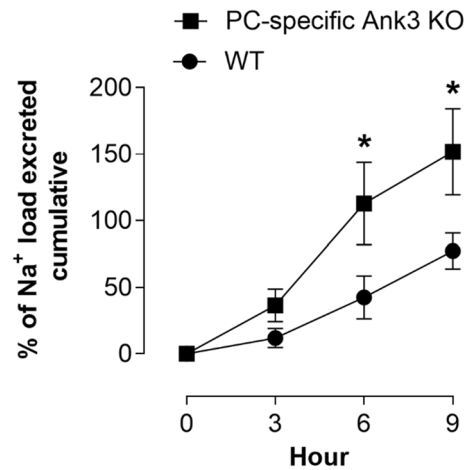 PC-specific Ank3 KO
WT
% of Na⁺ load excreted
cumulative
200
150
100
50
0
*
*
0 3 6 9
Hour